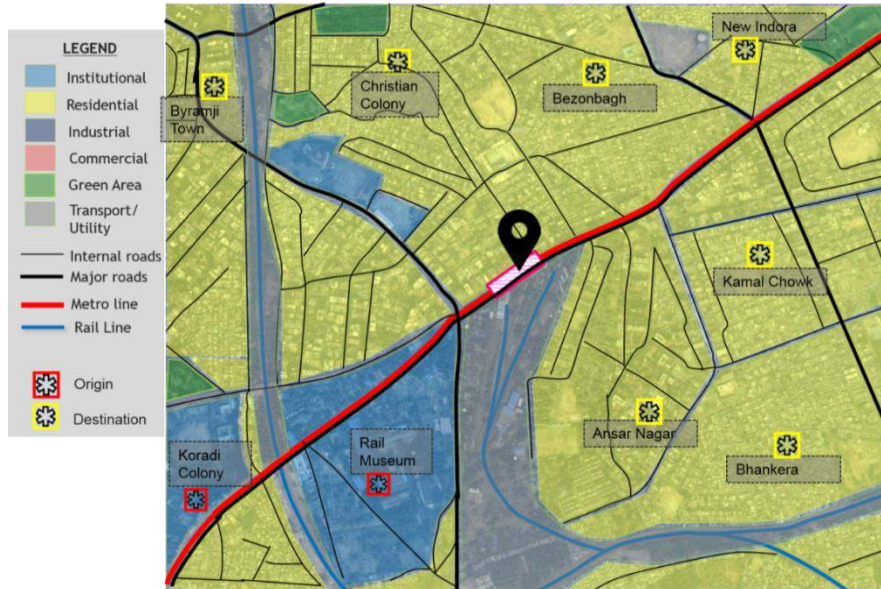 LEGEND
Institutional
Residential
Industrial
Commercial
Green Area
Transport/
Utility
Internal roads
Major roads
Metro line
Rail Line
Origin
Destination
New Indora
Christian
Colony
Bezonbagh
Byramji
Town
Kamal Chowk
Ansar Nagar
Bhankera
Rail
Museum
Koradi
Colony